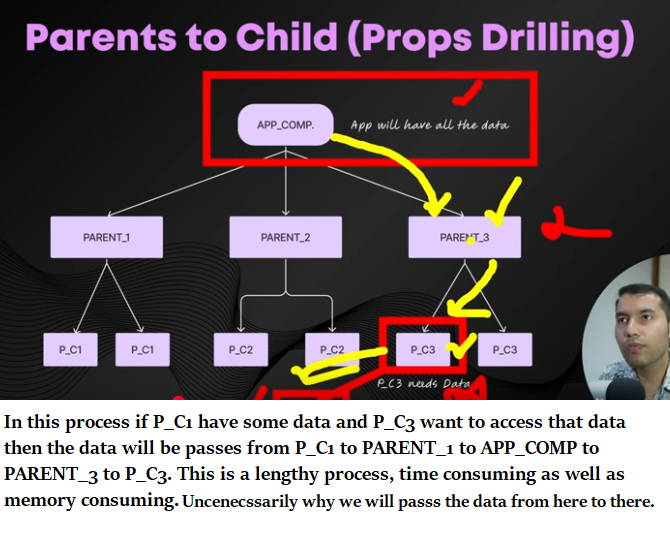 Parents to Child (Props Drilling)
APP_COMP.
App will have all the data
PARENT_1
PARENT_2
PARENT_3
P_C1
P_C1
P_C2
P_C2
P_C3
P_C3
P_C3 needs Data
In this process if P_C1 have some data and P_C3 want to access that data
then the data will be passes from P_C1 to PARENT_1 to APP_COMP to
PARENT_3 to P_C3. This is a lengthy process, time consuming as well as
memory consuming. Uncenecssarily why we will passs the data from here to there.